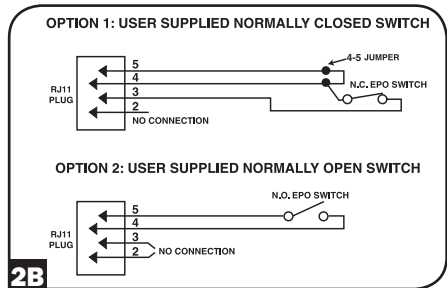 OPTION 1: USER SUPPLIED NORMALLY CLOSED SWITCH
4-5 JUMPER
5
4
N.C. EPO SWITCH
3
RJ11
PLUG
2
NO CONNECTION
OPTION 2: USER SUPPLIED NORMALLY OPEN SWITCH
N.O. EPO SWITCH
5
4
RJ11
PLUG
3
2
NO CONNECTION
2B